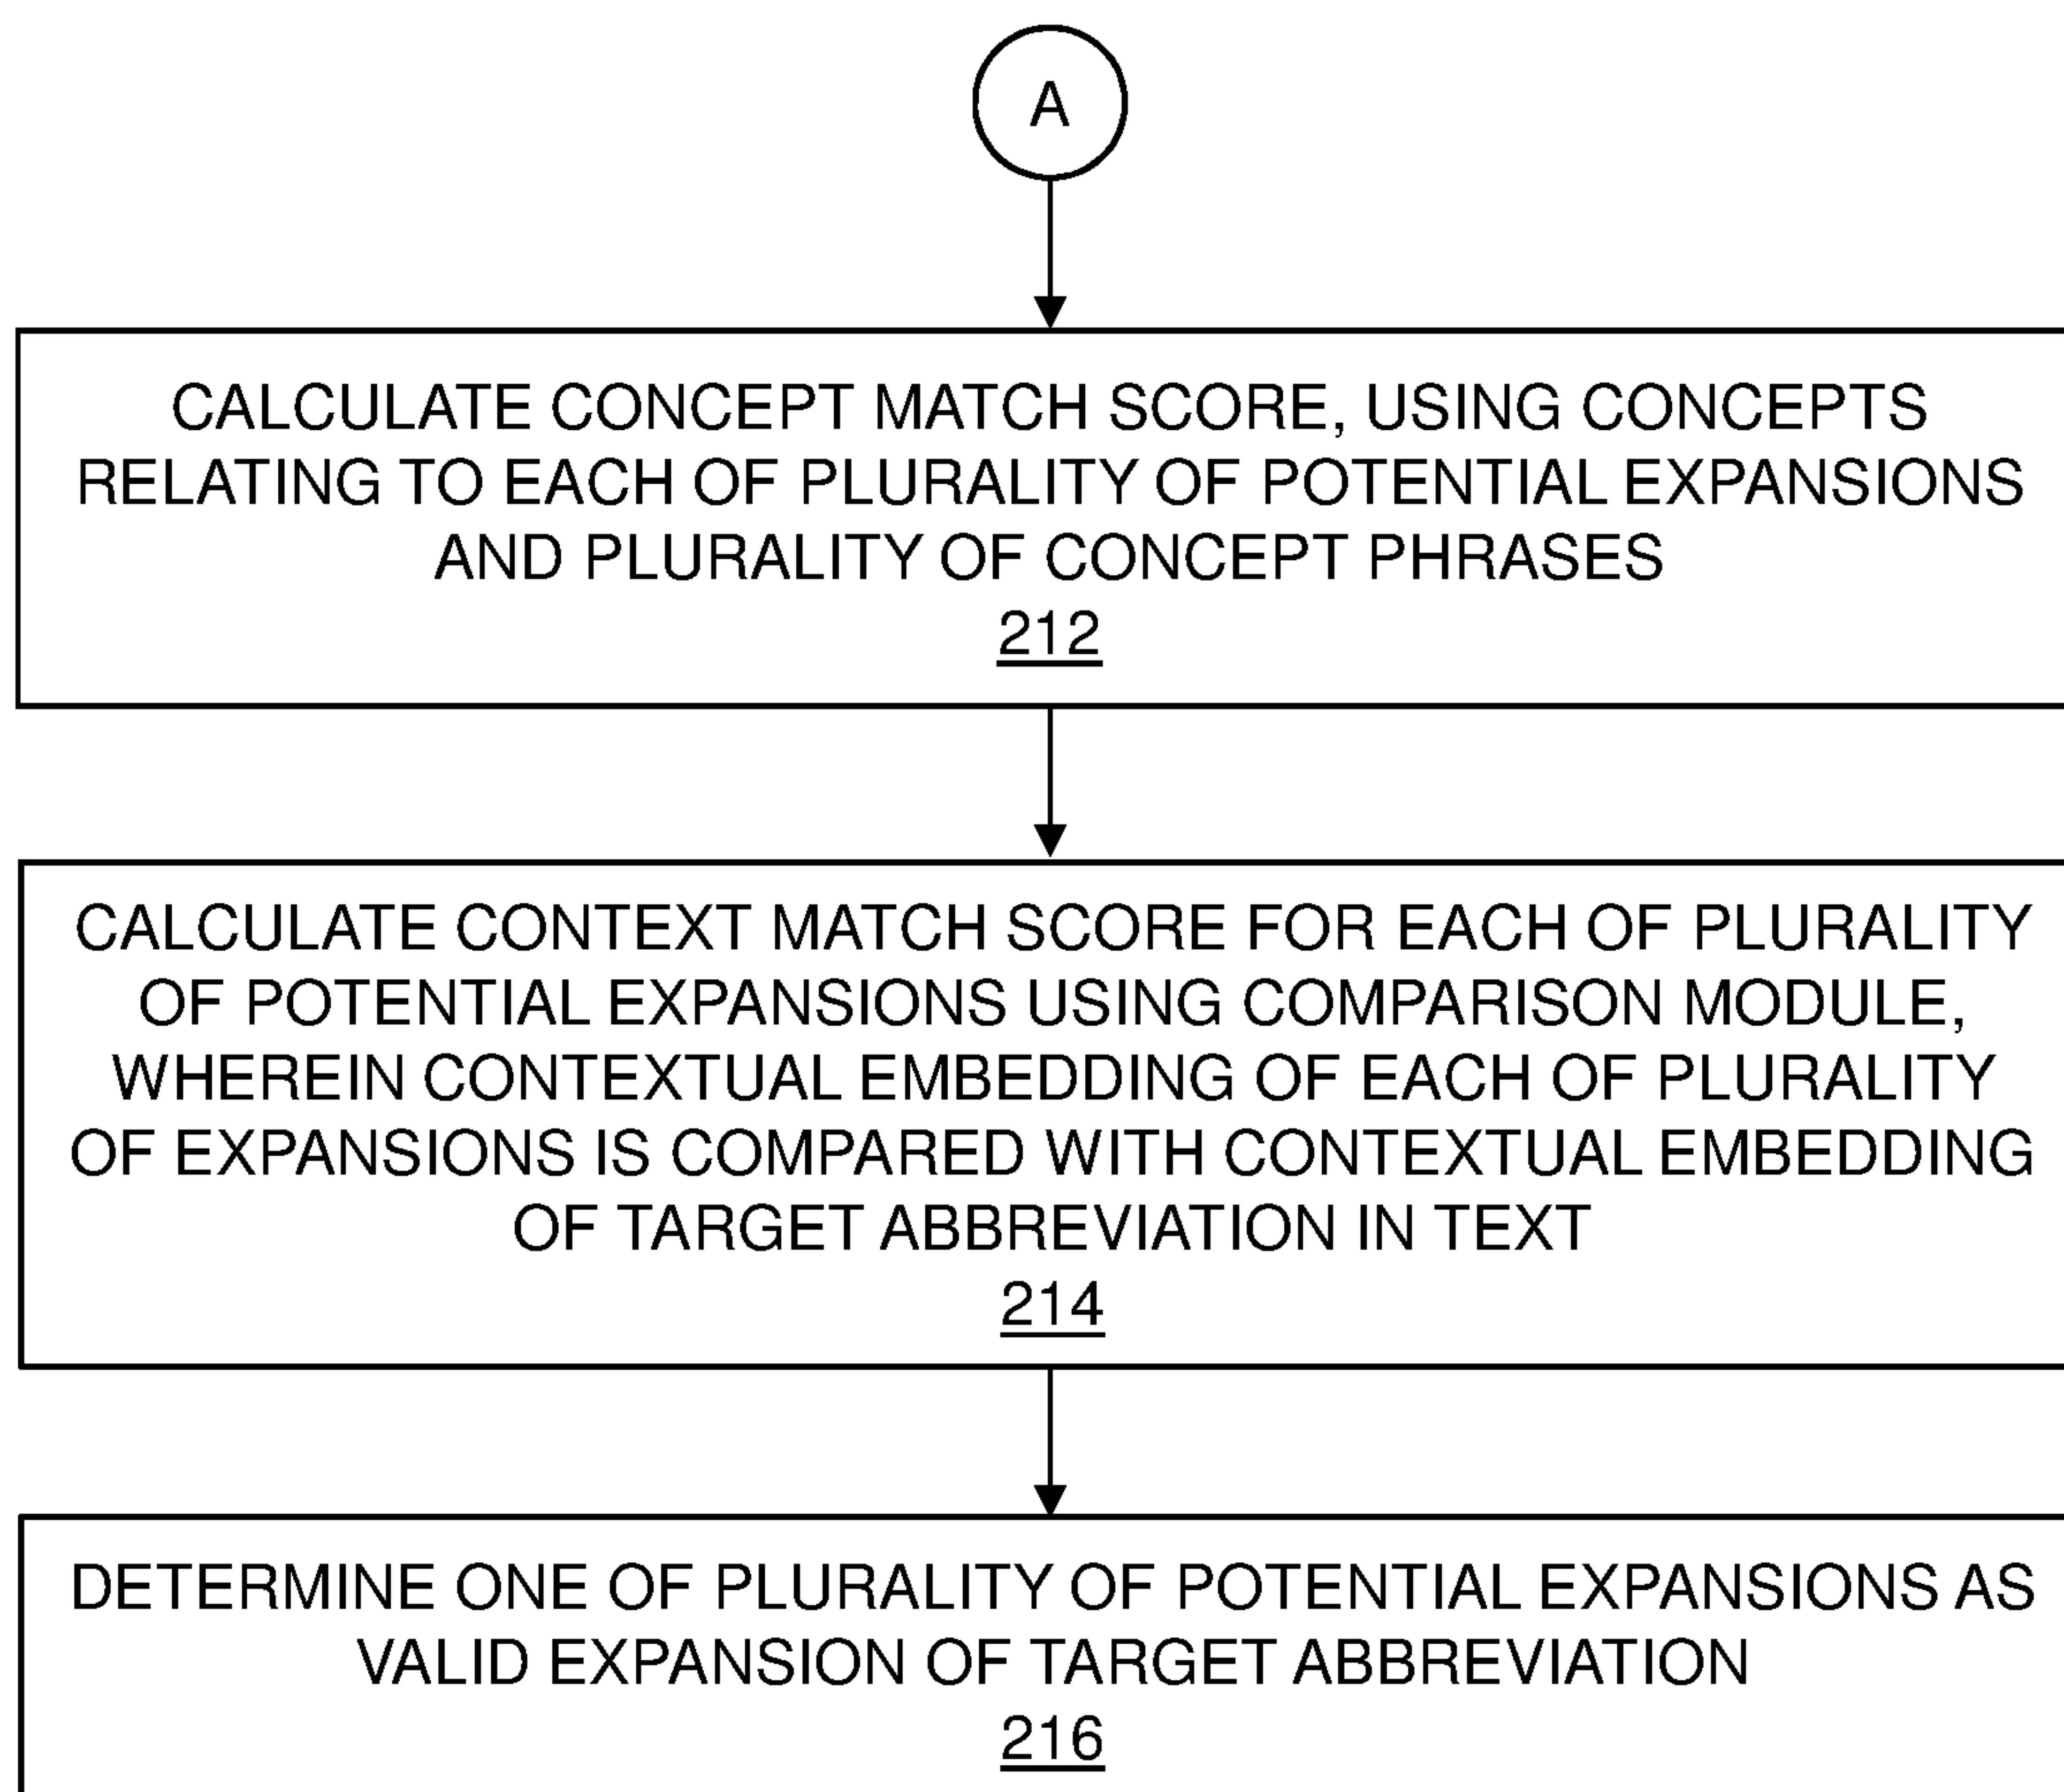 A
CALCULATE CONCEPT MATCH SCORE, USING CONCEPTS
RELATING TO EACH OF PLURALITY OF POTENTIAL EXPANSIONS
AND PLURALITY OF CONCEPT PHRASES
212
CALCULATE CONTEXT MATCH SCORE FOR EACH OF PLURALITY
OF POTENTIAL EXPANSIONS USING COMPARISON MODULE,
WHEREIN CONTEXTUAL EMBEDDING OF EACH OF PLURALITY
OF EXPANSIONS IS COMPARED WITH CONTEXTUAL EMBEDDING
OF TARGET ABBREVIATION IN TEXT
214
DETERMINE ONE OF PLURALITY OF POTENTIAL EXPANSIONS AS
VALID EXPANSION OF TARGET ABBREVIATION
216